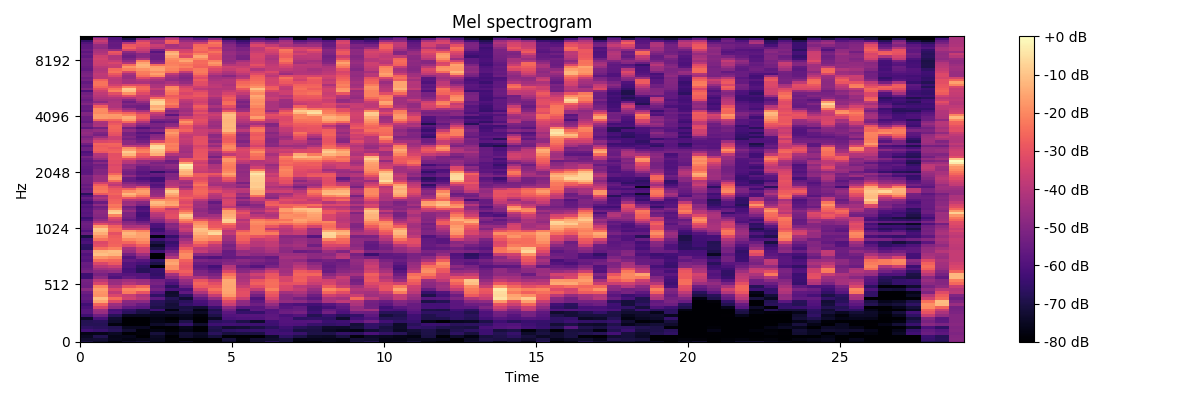 Mel spectrogram
+0 dB
8192
-10 dB
4096
-20 dB
-30 dB
Hz
2048
-40 dB
1024
-50 dB
-60 dB
512
-70 dB
0
-80 dB
0 5 10 15 20 25
Time